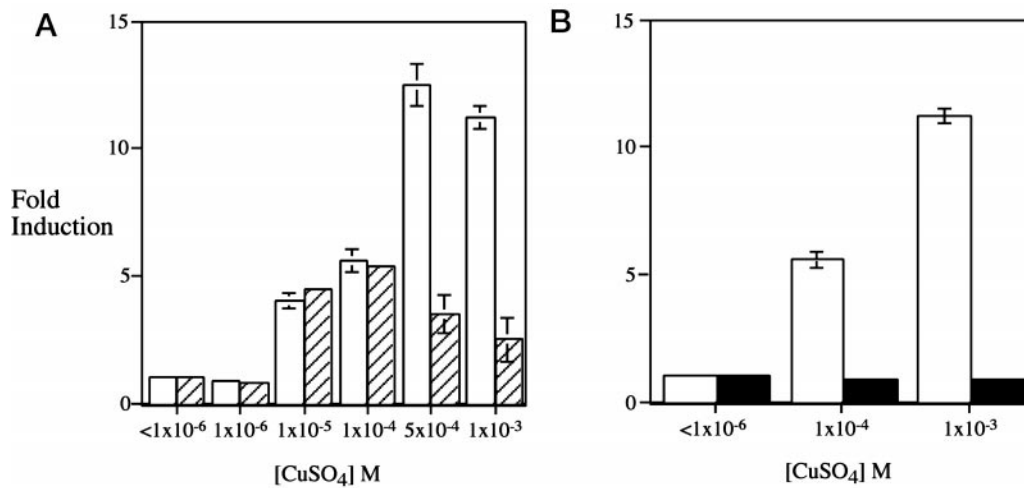 A
15
10
5
0
Fold
Induction
<1x10⁻⁶ 1x10⁻⁶ 1x10⁻⁵ 1x10⁻⁴ 5x10⁻⁴ 1x10⁻³
[CuSO₄] M
B
15
10
5
0
<1x10⁻⁶ 1x10⁻⁴ 1x10⁻³
[CuSO₄] M